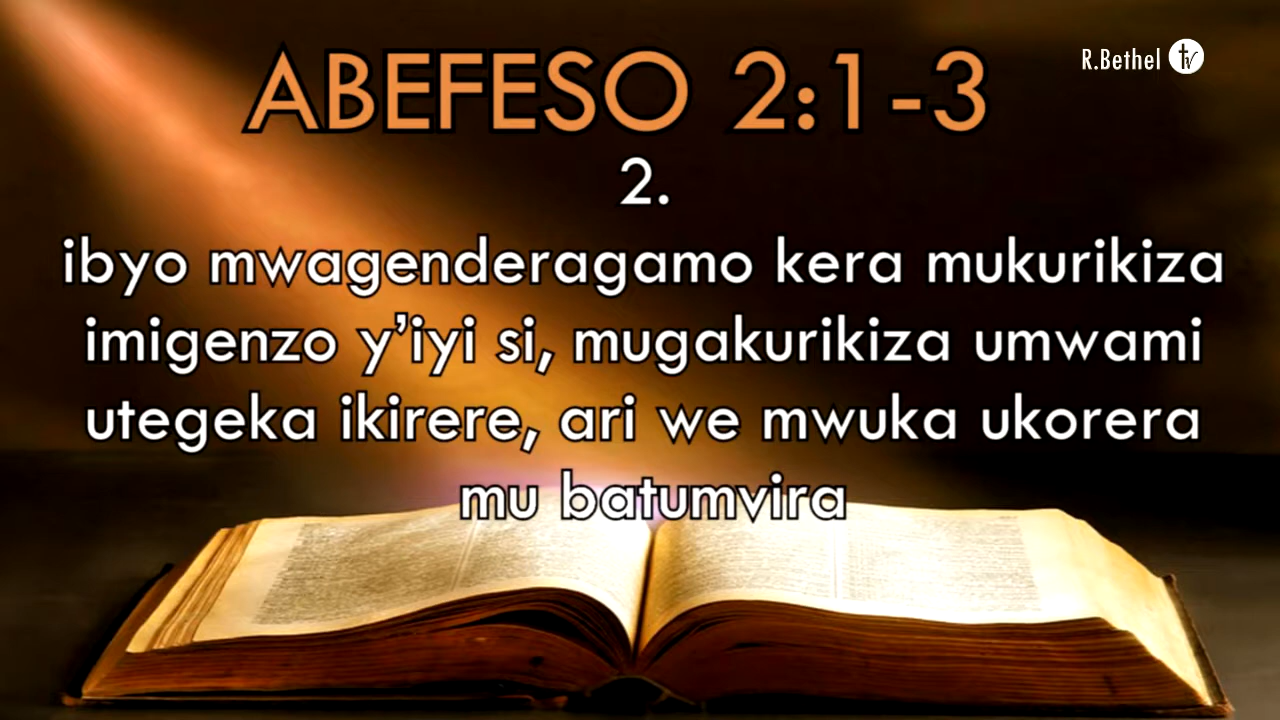 R.Bethel tv
ABEFESO 2:1-3
2.
ibyo mwagenderagamo kera mukurikiza
imigenzo y’iyi si, mugakurikiza umwami
utegeka ikirere, ari we mwuka ukorera
mu batumvira